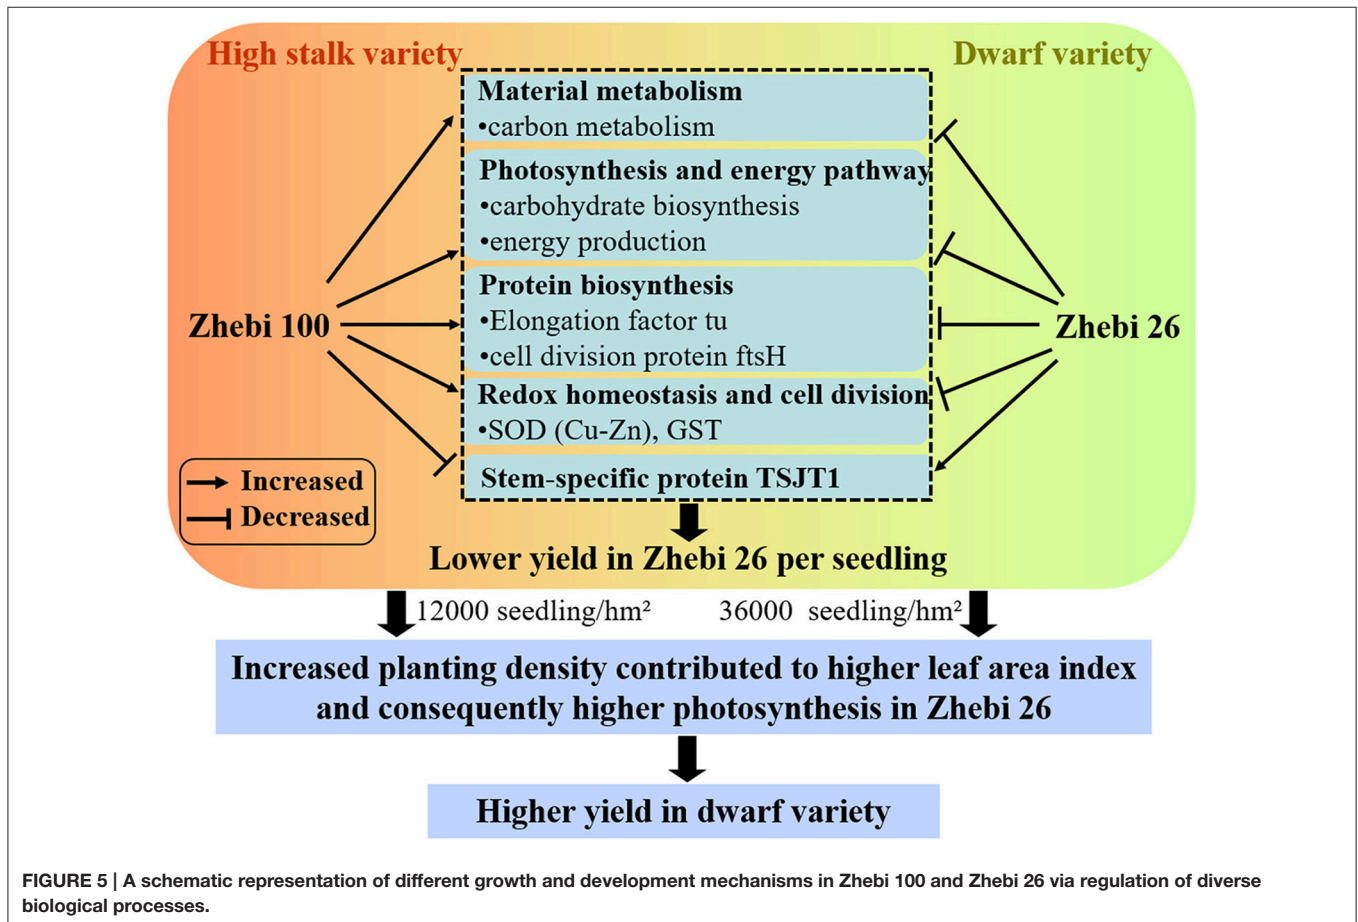 High stalk variety
Dwarf variety
Material metabolism
•carbon metabolism
Photosynthesis and energy pathway
•carbohydrate biosynthesis
•energy production
Protein biosynthesis
•Elongation factor tu
•cell division protein ftsH
Redox homeostasis and cell division
•SOD (Cu-Zn), GST
Stem-specific protein TSJT1
Zhebi 100
Zhebi 26
Increased
Decreased
Lower yield in Zhebi 26 per seedling
12000 seedling/hm²
36000 seedling/hm²
Increased planting density contributed to higher leaf area index
and consequently higher photosynthesis in Zhebi 26
Higher yield in dwarf variety
FIGURE 5 | A schematic representation of different growth and development mechanisms in Zhebi 100 and Zhebi 26 via regulation of diverse
biological processes.